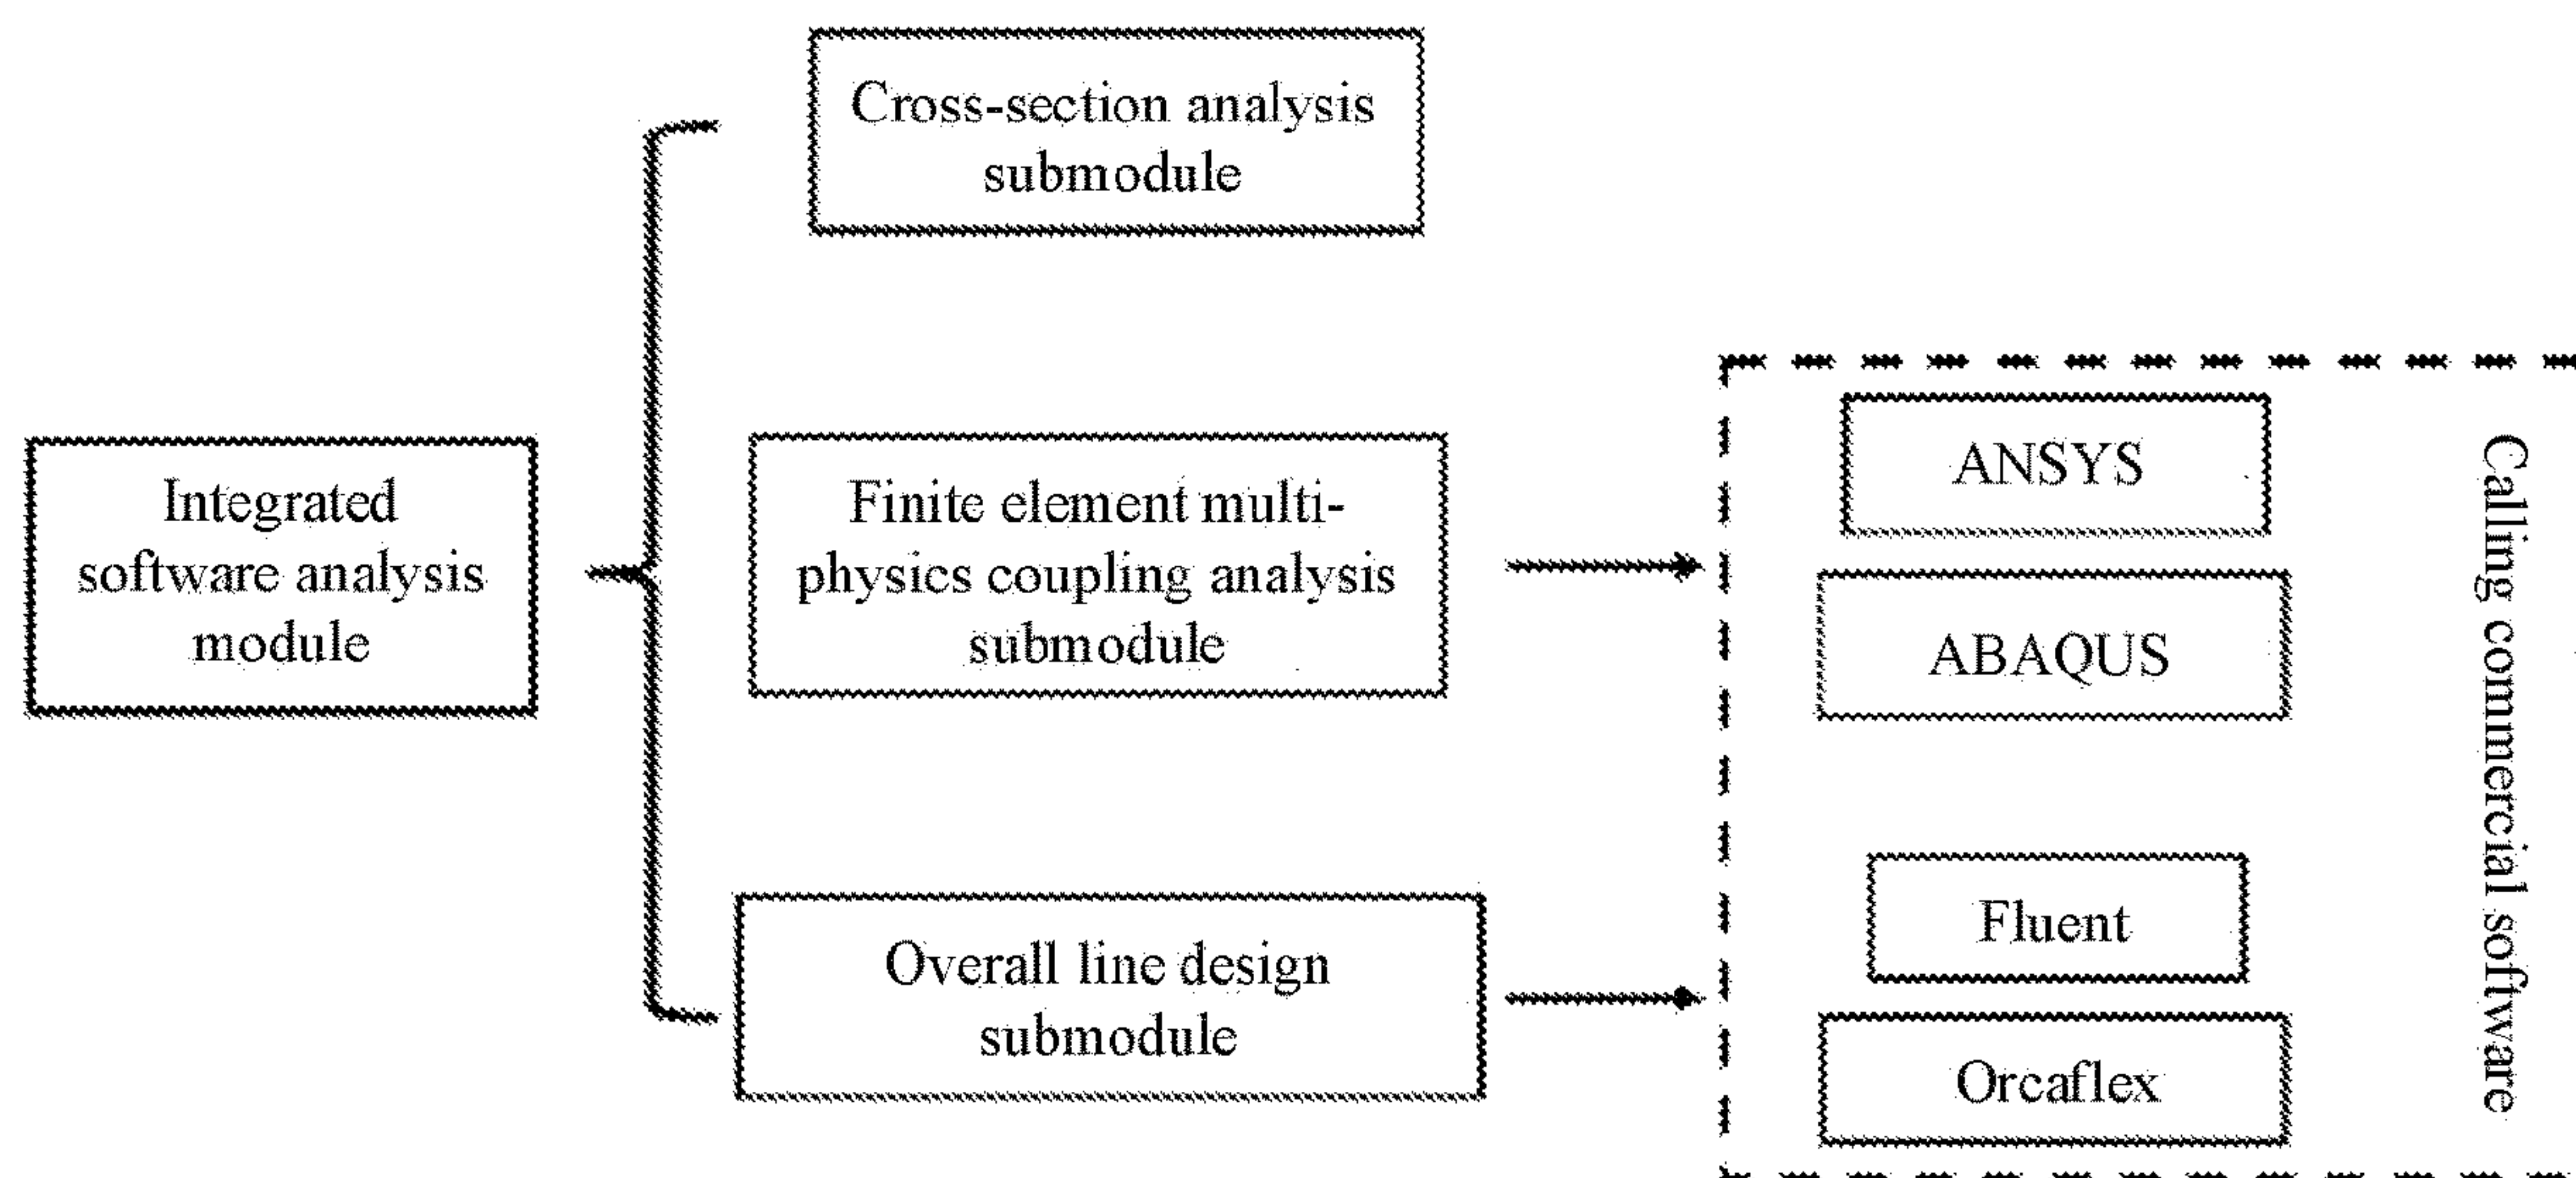 Cross-section analysis
submodule
Integrated
software analysis
module
Finite element multi-
physics coupling analysis
submodule
Overall line design
submodule
ANSYS
ABAQUS
Fluent
Orcaflex
Calling commercial software